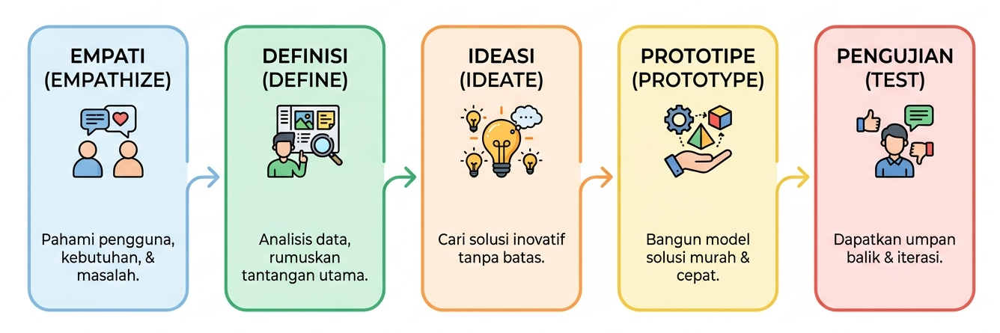 EMPATI
(EMPATHIZE)
Pahami pengguna,
kebutuhan, &
masalah.
DEFINISI
(DEFINE)
Analisis data,
rumuskan
tantangan utama.
IDEASI
(IDEATE)
Cari solusi inovatif
tanpa batas.
PROTOTIPE
(PROTOTYPE)
Bangun model
solusi murah &
cepat.
PENGUJIAN
(TEST)
Dapatkan umpan
balik & iterasi.